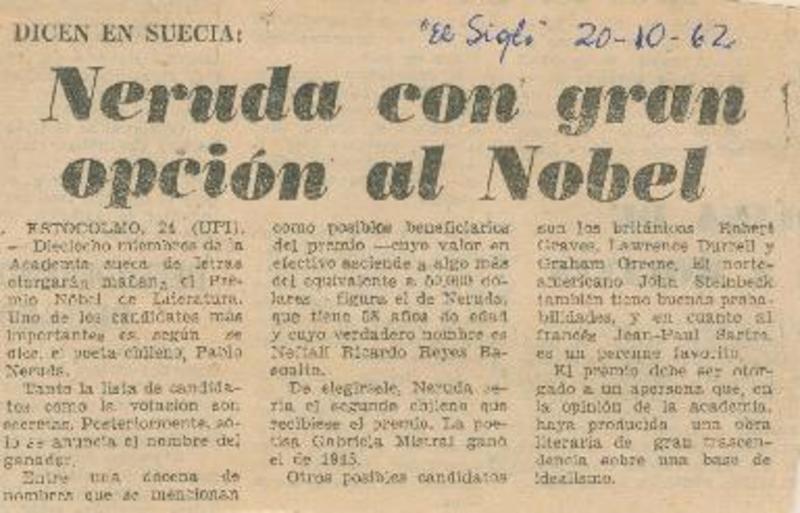 DICEN EN SUECIA:
"El Siglo" 20-10-62
Neruda con gran
opción al Nobel
ESTOCOLMO, 24 (UPI).
— Dieciocho miembros de la
Academia sueca de letras
otorgarán mañana el Pre-
mio Nóbel de Literatura.
Uno de los candidatos más
importantes es, según se
dice, el poeta chileno, Pablo
Neruda.
Tanto la lista de candida-
tos como la votación son
secretas. Posteriormente, só-
lo se anuncia el nombre del
ganador.
Entre una docena de
nombres que se mencionan
como posibles beneficiarios
del premio —cuyo valor en
efectivo asciende a algo más
del equivalente a 50,000 dó-
lares— figura el de Neruda,
que tiene 58 años de edad
y cuyo verdadero nombre es
Neftalí Ricardo Reyes Ba-
soalto.
De elegírsele, Neruda se-
ría el segundo chileno que
recibiese el premio. La poe-
tisa Gabriela Mistral ganó
el de 1945.
Otros posibles candidatos
son los británicos Robert
Graves, Lawrence Durrell y
Graham Greene. El norte-
americano John Steinbeck
también tiene buenas proba-
bilidades, y en cuanto al
francés Jean-Paul Sartre,
es un perenne favorito.
El premio debe ser otor-
gado a un apersona que, en
la opinión de la academia,
haya producido una obra
literaria de gran trascen-
dencia sobre una base de
idealismo.